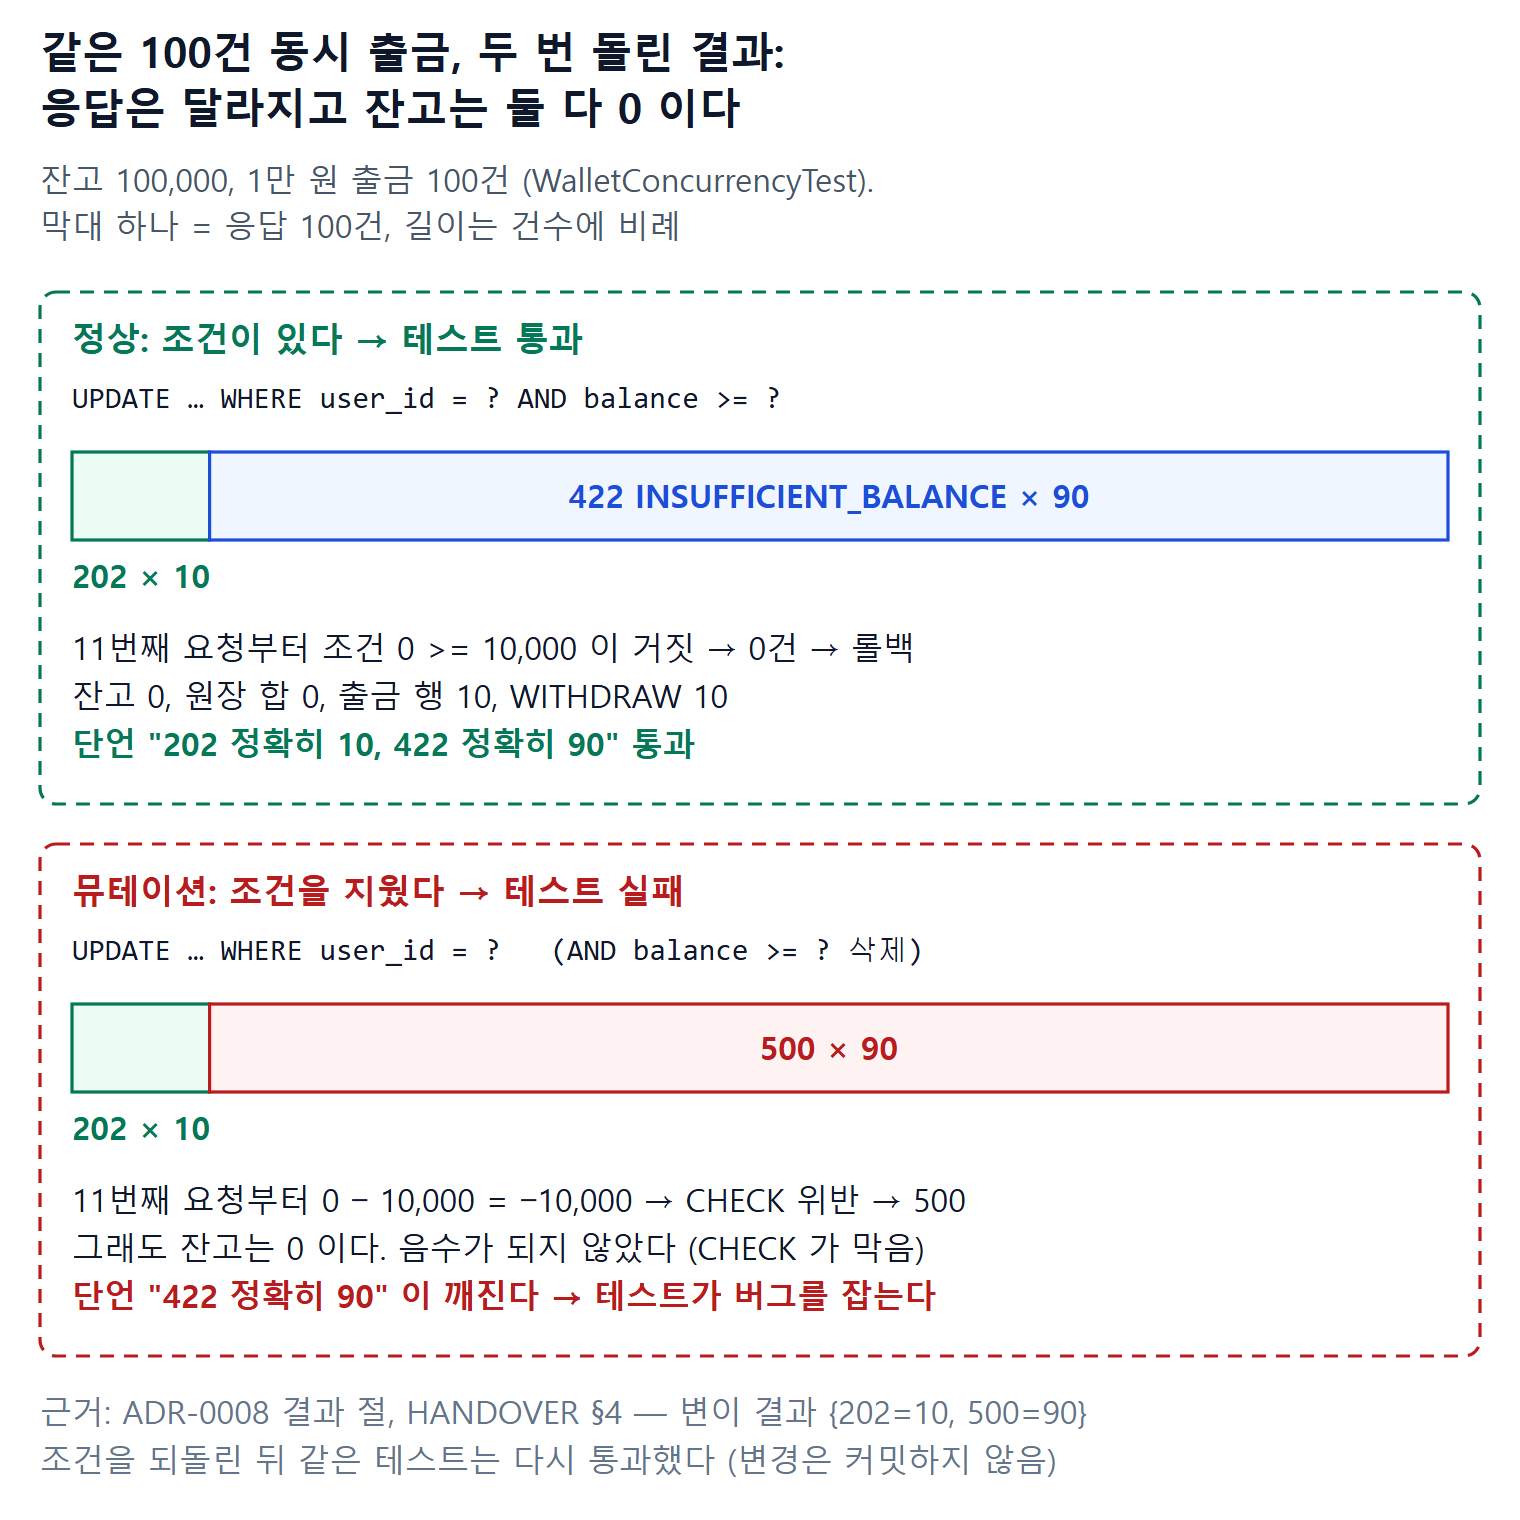 같은 100건 동시 출금, 두 번 돌린 결과:
응답은 달라지고 잔고는 둘 다 0 이다
잔고 100,000, 1만 원 출금 100건 (WalletConcurrencyTest).
막대 하나 = 응답 100건, 길이는 건수에 비례
정상: 조건이 있다 → 테스트 통과
UPDATE … WHERE user_id = ? AND balance >= ?
422 INSUFFICIENT_BALANCE × 90
202 × 10
11번째 요청부터 조건 0 >= 10,000 이 거짓 → 0건 → 롤백
잔고 0, 원장 합 0, 출금 행 10, WITHDRAW 10
단언 "202 정확히 10, 422 정확히 90" 통과
뮤테이션: 조건을 지웠다 → 테스트 실패
UPDATE … WHERE user_id = ? (AND balance >= ? 삭제)
500 × 90
202 × 10
11번째 요청부터 0 − 10,000 = −10,000 → CHECK 위반 → 500
그래도 잔고는 0 이다. 음수가 되지 않았다 (CHECK 가 막음)
단언 "422 정확히 90" 이 깨진다 → 테스트가 버그를 잡는다
근거: ADR-0008 결과 절, HANDOVER §4 — 변이 결과 {202=10, 500=90}
조건을 되돌린 뒤 같은 테스트는 다시 통과했다 (변경은 커밋하지 않음)